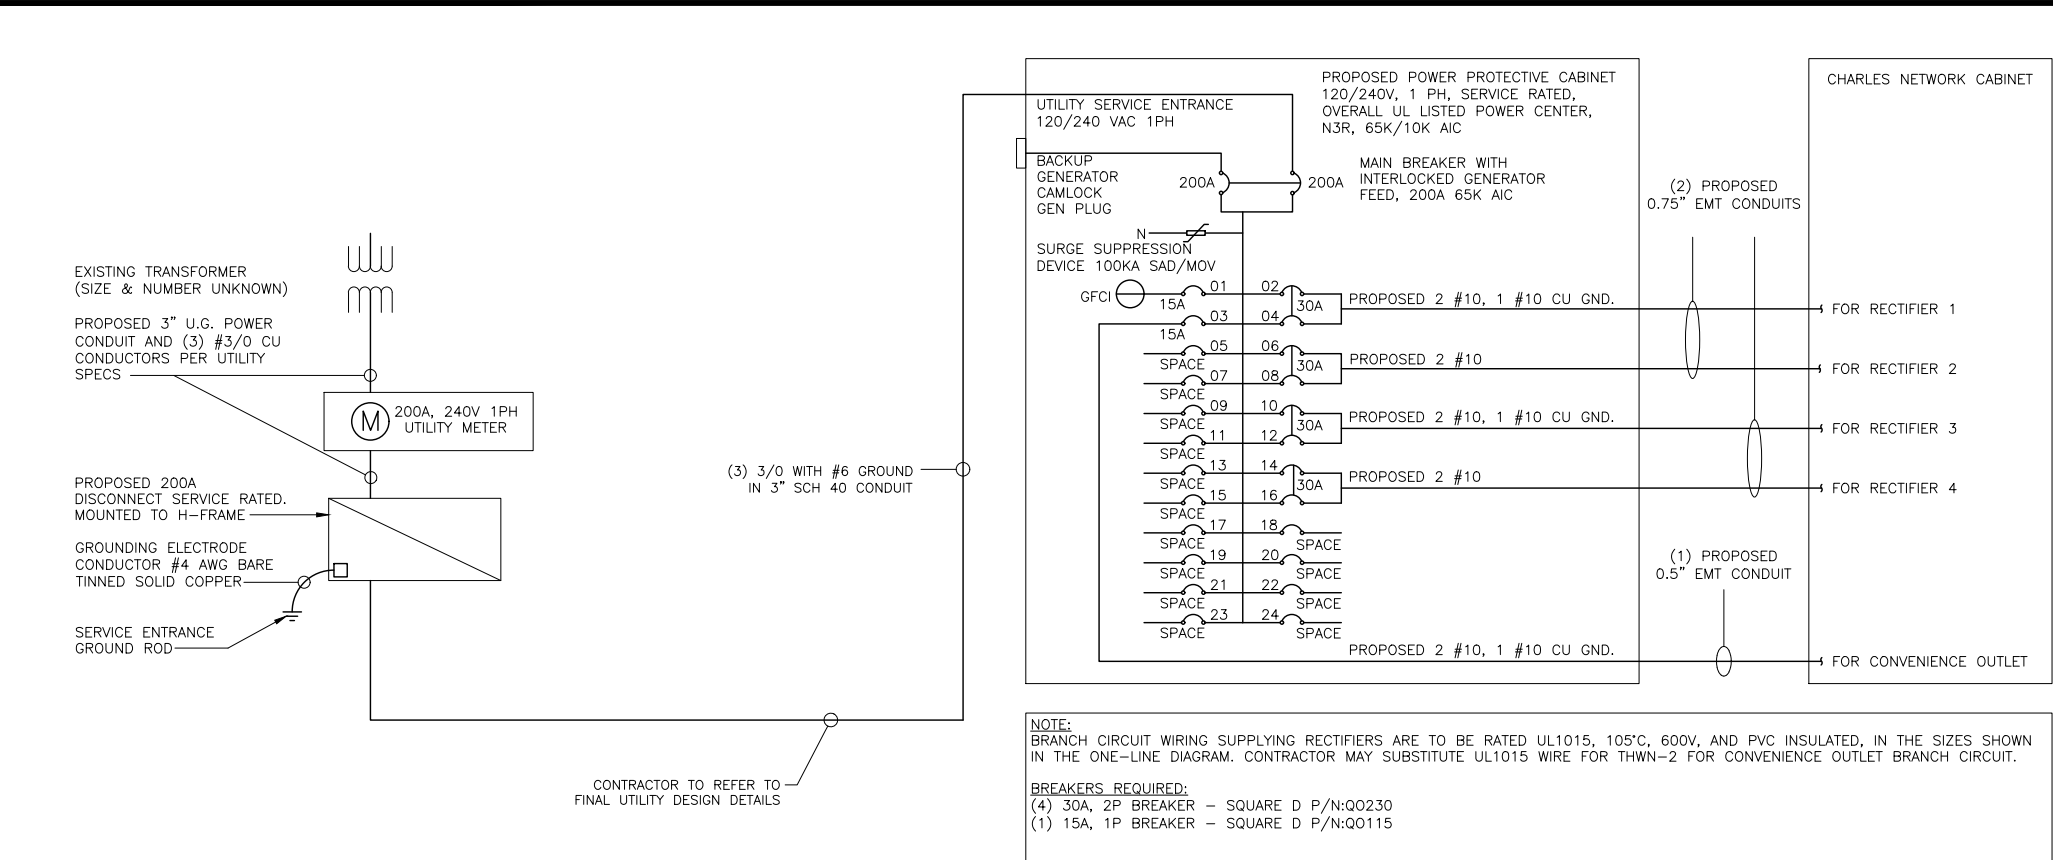 EXISTING TRANSFORMER
(SIZE & NUMBER UNKNOWN)
PROPOSED 3" U.G. POWER
CONDUIT AND (3) #3/0 CU
CONDUCTORS PER UTILITY
SPECS
M
200A, 240V 1PH
UTILITY METER
PROPOSED 200A
DISCONNECT SERVICE RATED.
MOUNTED TO H-FRAME
GROUNDING ELECTRODE
CONDUCTOR #4 AWG BARE
TINNED SOLID COPPER
SERVICE ENTRANCE
GROUND ROD
(3) 3/0 WITH #6 GROUND
IN 3" SCH 40 CONDUIT
CONTRACTOR TO REFER TO
FINAL UTILITY DESIGN DETAILS
UTILITY SERVICE ENTRANCE
120/240 VAC 1PH
PROPOSED POWER PROTECTIVE CABINET
120/240V, 1 PH, SERVICE RATED,
OVERALL UL LISTED POWER CENTER,
N3R, 65K/10K AIC
BACKUP
GENERATOR
CAMLOCK
GEN PLUG
200A
200A
MAIN BREAKER WITH
INTERLOCKED GENERATOR
FEED, 200A 65K AIC
N
SURGE SUPPRESSION
DEVICE 100KA SAD/MOV
GFCI
15A
01
02
30A
PROPOSED 2 #10, 1 #10 CU GND.
15A
03
04
SPACE
05
06
30A
PROPOSED 2 #10
SPACE
07
08
SPACE
09
10
30A
PROPOSED 2 #10, 1 #10 CU GND.
SPACE
11
12
SPACE
13
14
30A
PROPOSED 2 #10
SPACE
15
16
SPACE
17
18
SPACE
SPACE
19
20
SPACE
SPACE
21
22
SPACE
SPACE
23
24
SPACE
PROPOSED 2 #10, 1 #10 CU GND.
(2) PROPOSED
0.75" EMT CONDUITS
(1) PROPOSED
0.5" EMT CONDUIT
CHARLES NETWORK CABINET
FOR RECTIFIER 1
FOR RECTIFIER 2
FOR RECTIFIER 3
FOR RECTIFIER 4
FOR CONVENIENCE OUTLET
NOTE:
BRANCH CIRCUIT WIRING SUPPLYING RECTIFIERS ARE TO BE RATED UL1015, 105°C, 600V, AND PVC INSULATED, IN THE SIZES SHOWN
IN THE ONE-LINE DIAGRAM. CONTRACTOR MAY SUBSTITUTE UL1015 WIRE FOR THWN-2 FOR CONVENIENCE OUTLET BRANCH CIRCUIT.
BREAKERS REQUIRED:
(4) 30A, 2P BREAKER - SQUARE D P/N:QO230
(1) 15A, 1P BREAKER - SQUARE D P/N:QO115